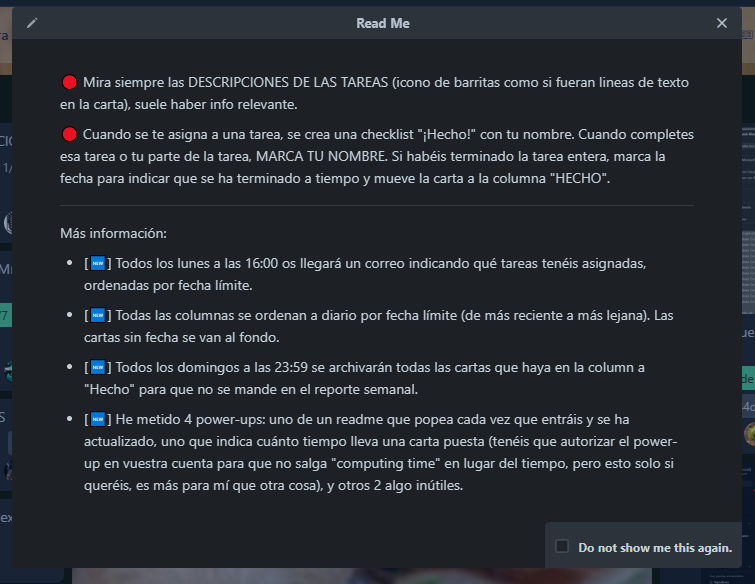 Read Me
🔴 Mira siempre las DESCRIPCIONES DE LAS TAREAS (icono de barritas como si fueran lineas de texto
en la carta), suele haber info relevante.
🔴 Cuando se te asigna a una tarea, se crea una checklist "¡Hecho!" con tu nombre. Cuando completes
esa tarea o tu parte de la tarea, MARCA TU NOMBRE. Si habéis terminado la tarea entera, marca la
fecha para indicar que se ha terminado a tiempo y mueve la carta a la columna "HECHO".
Más información:
• [🆕] Todos los lunes a las 16:00 os llegará un correo indicando qué tareas tenéis asignadas,
ordenadas por fecha límite.
• [🆕] Todas las columnas se ordenan a diario por fecha límite (de más reciente a más lejana). Las
cartas sin fecha se van al fondo.
• [🆕] Todos los domingos a las 23:59 se archivarán todas las cartas que haya en la column a
"Hecho" para que no se mande en el reporte semanal.
• [🆕] He metido 4 power-ups: uno de un readme que popea cada vez que entráis y se ha
actualizado, uno que indica cuánto tiempo lleva una carta puesta (tenéis que autorizar el power-
up en vuestra cuenta para que no salga "computing time" en lugar del tiempo, pero esto solo si
queréis, es más para mí que otra cosa), y otros 2 algo inútiles.
Do not show me this again.